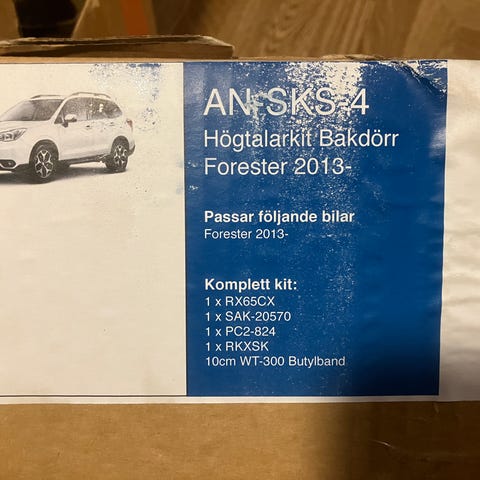 AN-SKS-4
Högtalarkit Bakdörr
Forester 2013-
Passar följande bilar
Forester 2013-
Komplett kit:
1 x RX65CX
1 x SAK-20570
1 x PC2-824
1 x RKXSK
10cm WT-300 Butylband